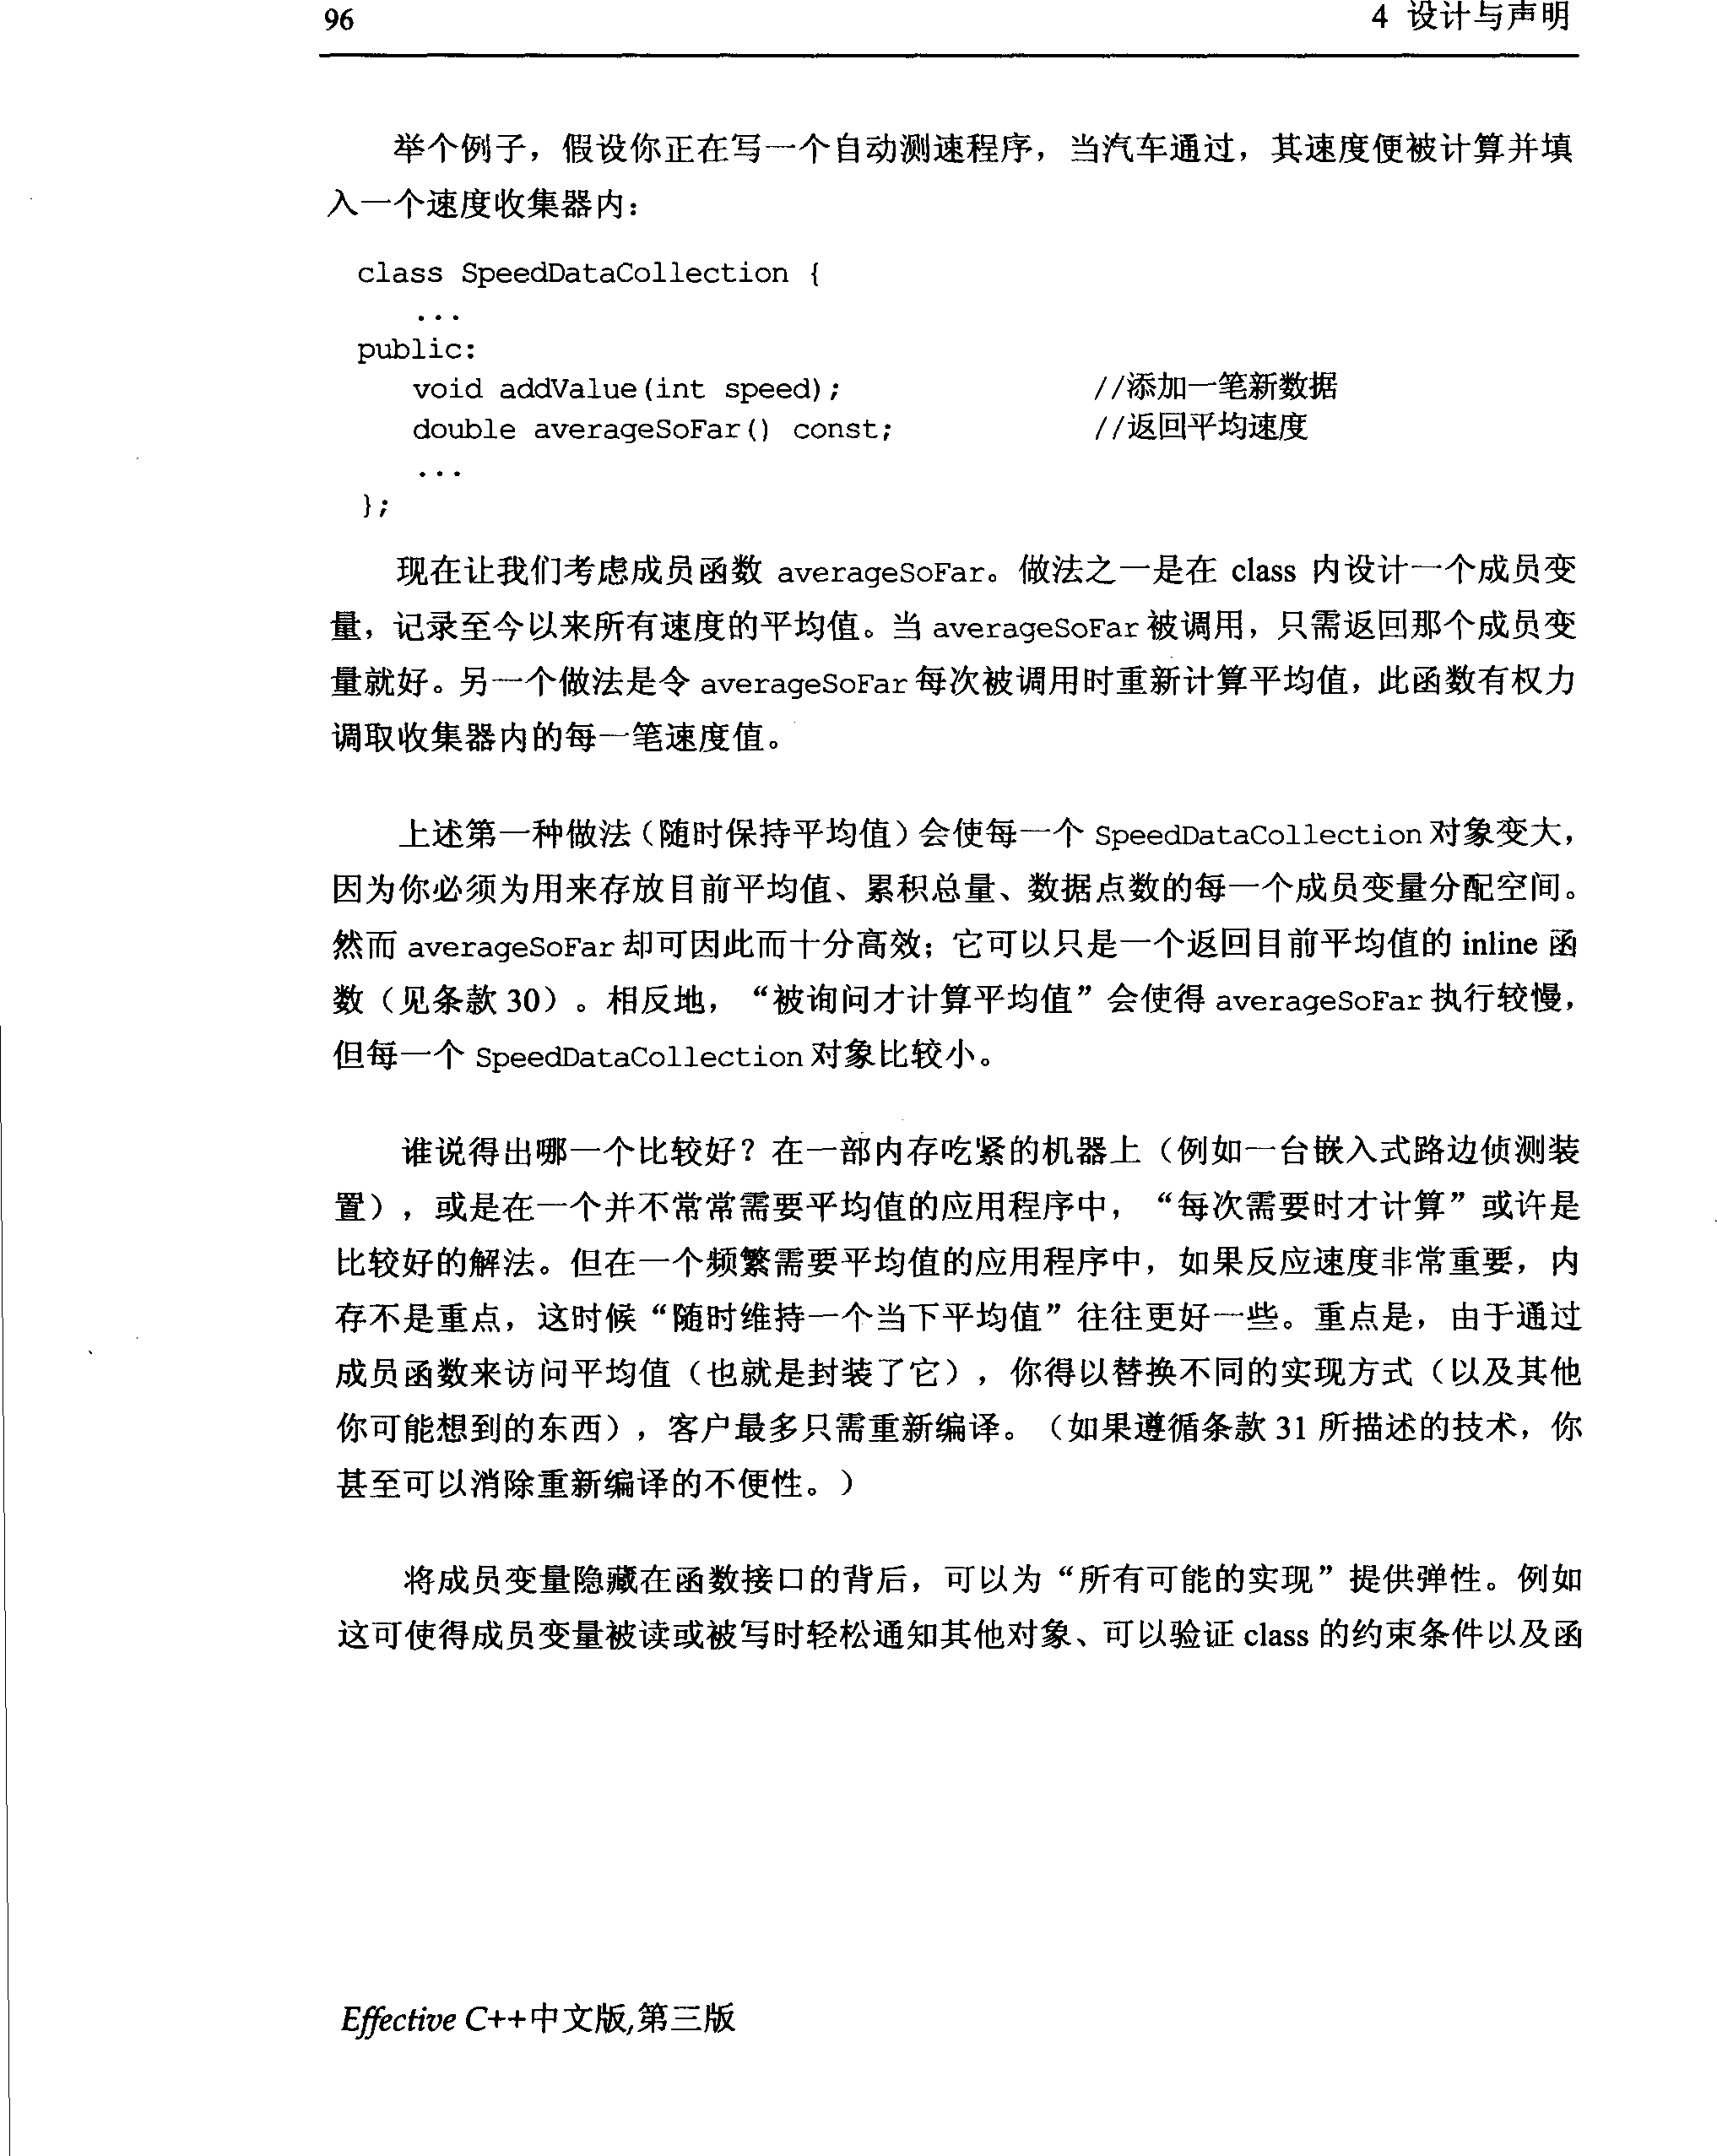 96
4 设计与声明
举个例子，假设你正在写一个自动测速程序，当汽车通过，其速度便被计算并填
入一个速度收集器内：
class SpeedDataCollection {
...
public:
void addValue(int speed); //添加一笔新数据
double averageSoFar() const; //返回平均速度
...
};
现在让我们考虑成员函数 averageSoFar。做法之一是在 class 内设计一个成员变
量，记录至今以来所有速度的平均值。当 averageSoFar 被调用，只需返回那个成员变
量就好。另一个做法是令 averageSoFar 每次被调用时重新计算平均值，此函数有权力
调取收集器内的每一笔速度值。
上述第一种做法（随时保持平均值）会使每一个 SpeedDataCollection 对象变大，
因为你必须为用来存放目前平均值、累积总量、数据点数的每一个成员变量分配空间。
然而 averageSoFar 却可因此而十分高效；它可以只是一个返回目前平均值的 inline 函
数（见条款 30）。相反地，“被询问才计算平均值”会使得 averageSoFar 执行较慢，
但每一个 SpeedDataCollection 对象比较小。
谁说得出哪一个比较好？在一部内存吃紧的机器上（例如一台嵌入式路边侦测装
置），或是在一个并不常常需要平均值的应用程序中，“每次需要时才计算”或许是
比较好的解法。但在一个频繁需要平均值的应用程序中，如果反应速度非常重要，内
存不是重点，这时候“随时维持一个当下平均值”往往更好一些。重点是，由于通过
成员函数来访问平均值（也就是封装了它），你得以替换不同的实现方式（以及其他
你可能想到的东西），客户最多只需重新编译。（如果遵循条款 31 所描述的技术，你
甚至可以消除重新编译的不便性。）
将成员变量隐藏在函数接口的背后，可以为“所有可能的实现”提供弹性。例如
这可使得成员变量被读或被写时轻松通知其他对象、可以验证 class 的约束条件以及函
Effective C++中文版,第三版